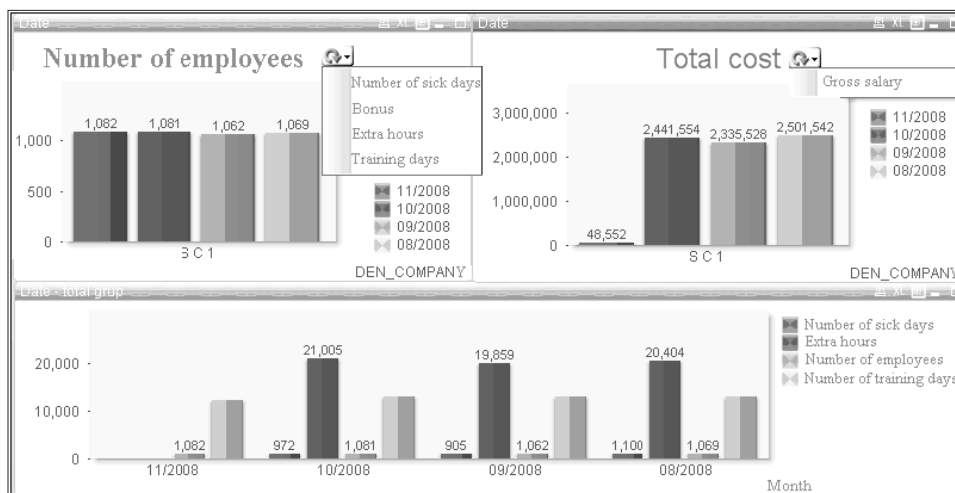 Date
XL
Number of employees
Number of sick days
Bonus
Extra hours
Training days
1,082
1,081
1,062
1,069
1,000
500
0
S C 1
11/2008
10/2008
09/2008
08/2008
DEN_COMPANY
Date
XL
Total cost
Gross salary
3,000,000
2,441,554
2,335,528
2,501,542
2,000,000
1,000,000
48,552
0
S C 1
11/2008
10/2008
09/2008
08/2008
DEN_COMPANY
Date - total grup
XL
21,005
19,859
20,404
20,000
10,000
1,082
972
1,081
905
1,062
1,100
1,069
0
11/2008
10/2008
09/2008
08/2008
Month
Number of sick days
Extra hours
Number of employees
Number of training days